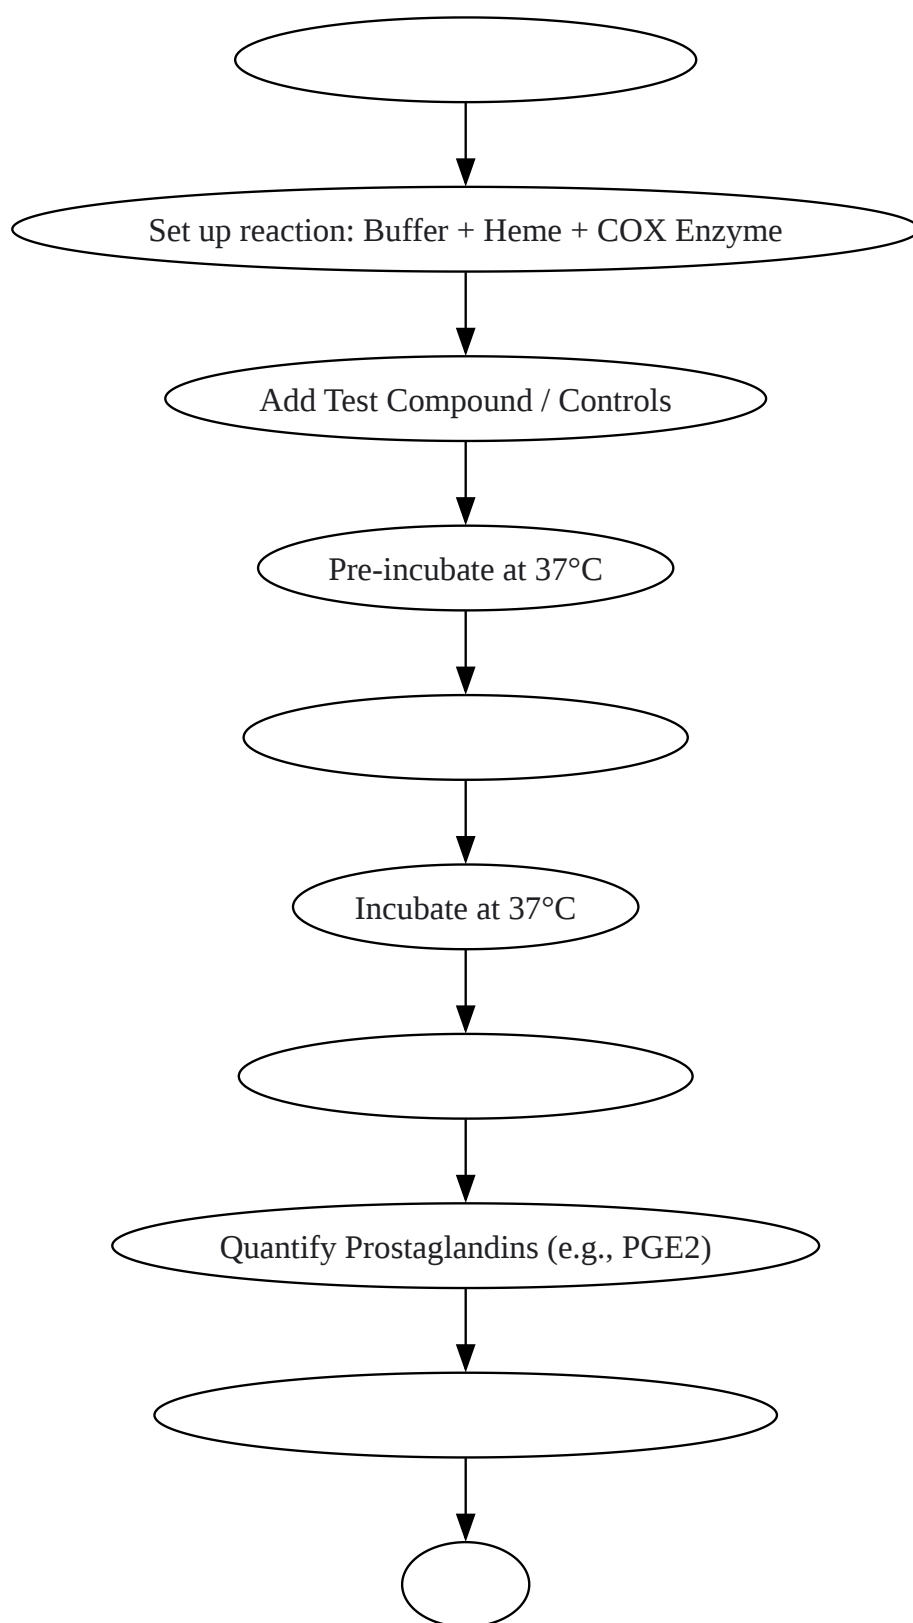 Set up reaction: Buffer + Heme + COX Enzyme
Add Test Compound / Controls
Pre-incubate at 37°C
Incubate at 37°C
Quantify Prostaglandins (e.g., PGE2)